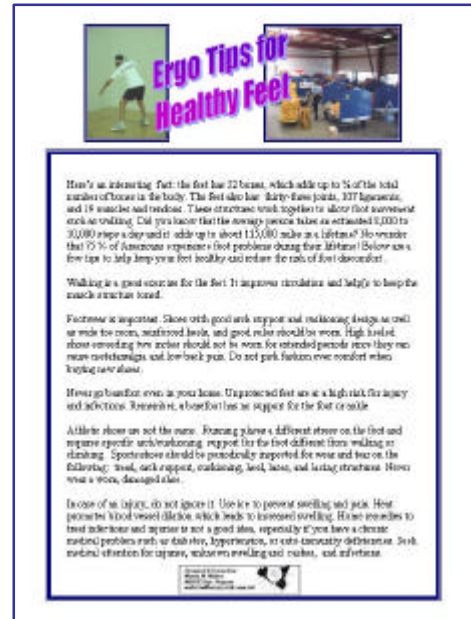 Ergo Tips for
Healthy Feet
Here's an interesting fact: the feet has 52 bones, which adds up to ¼ of the total
number of bones in the body. The feet also has thirty-three joints, 107 ligaments,
and 19 muscles and tendons. These structures work together to allow foot movement
such as walking. Did you know that the average person takes an estimated 8,000 to
10,000 steps a day and it adds up to about 115,000 miles in a lifetime? No wonder
that 75 % of Americans experience foot problems during their lifetime! Below are a
few tips to help keep your feet healthy and reduce the risk of foot discomfort.
Walking is a great exercise for the feet. It improves circulation and help's to keep the
muscle structure toned.
Footwear is important. Shoes with good arch support and cushioning design as well
as wide toe room, reinforced heels, and good soles should be worn. High heeled
shoes exceeding two inches should not be worn for extended periods since they can
cause metatarsalgia and low back pain. Do not pick fashion over comfort when
buying new shoes.
Never go barefoot even in your home. Unprotected feet are at a high risk for injury
and infections. Remember, a barefoot has no support for the foot or ankle.
Athletic shoes are not the same. Running places a different stress on the foot and
requires specific arch/cushioning support for the foot different from walking or
climbing. Sports shoes should be periodically inspected for wear and tear on the
following: tread, arch support, cushioning, heel, laces, and lacing structures. Never
wear a worn, damaged shoe.
In case of an injury, do not ignore it. Use ice to prevent swelling and pain. Heat
promotes blood vessel dilation which leads to increased swelling. Home remedies to
treat infections and injuries is not a good idea, especially if you have a chronic
medical problem such as diabetes, hypertension, or auto-immunity deficiencies. Seek
medical attention for injuries, unknown swelling and rashes, and infections.